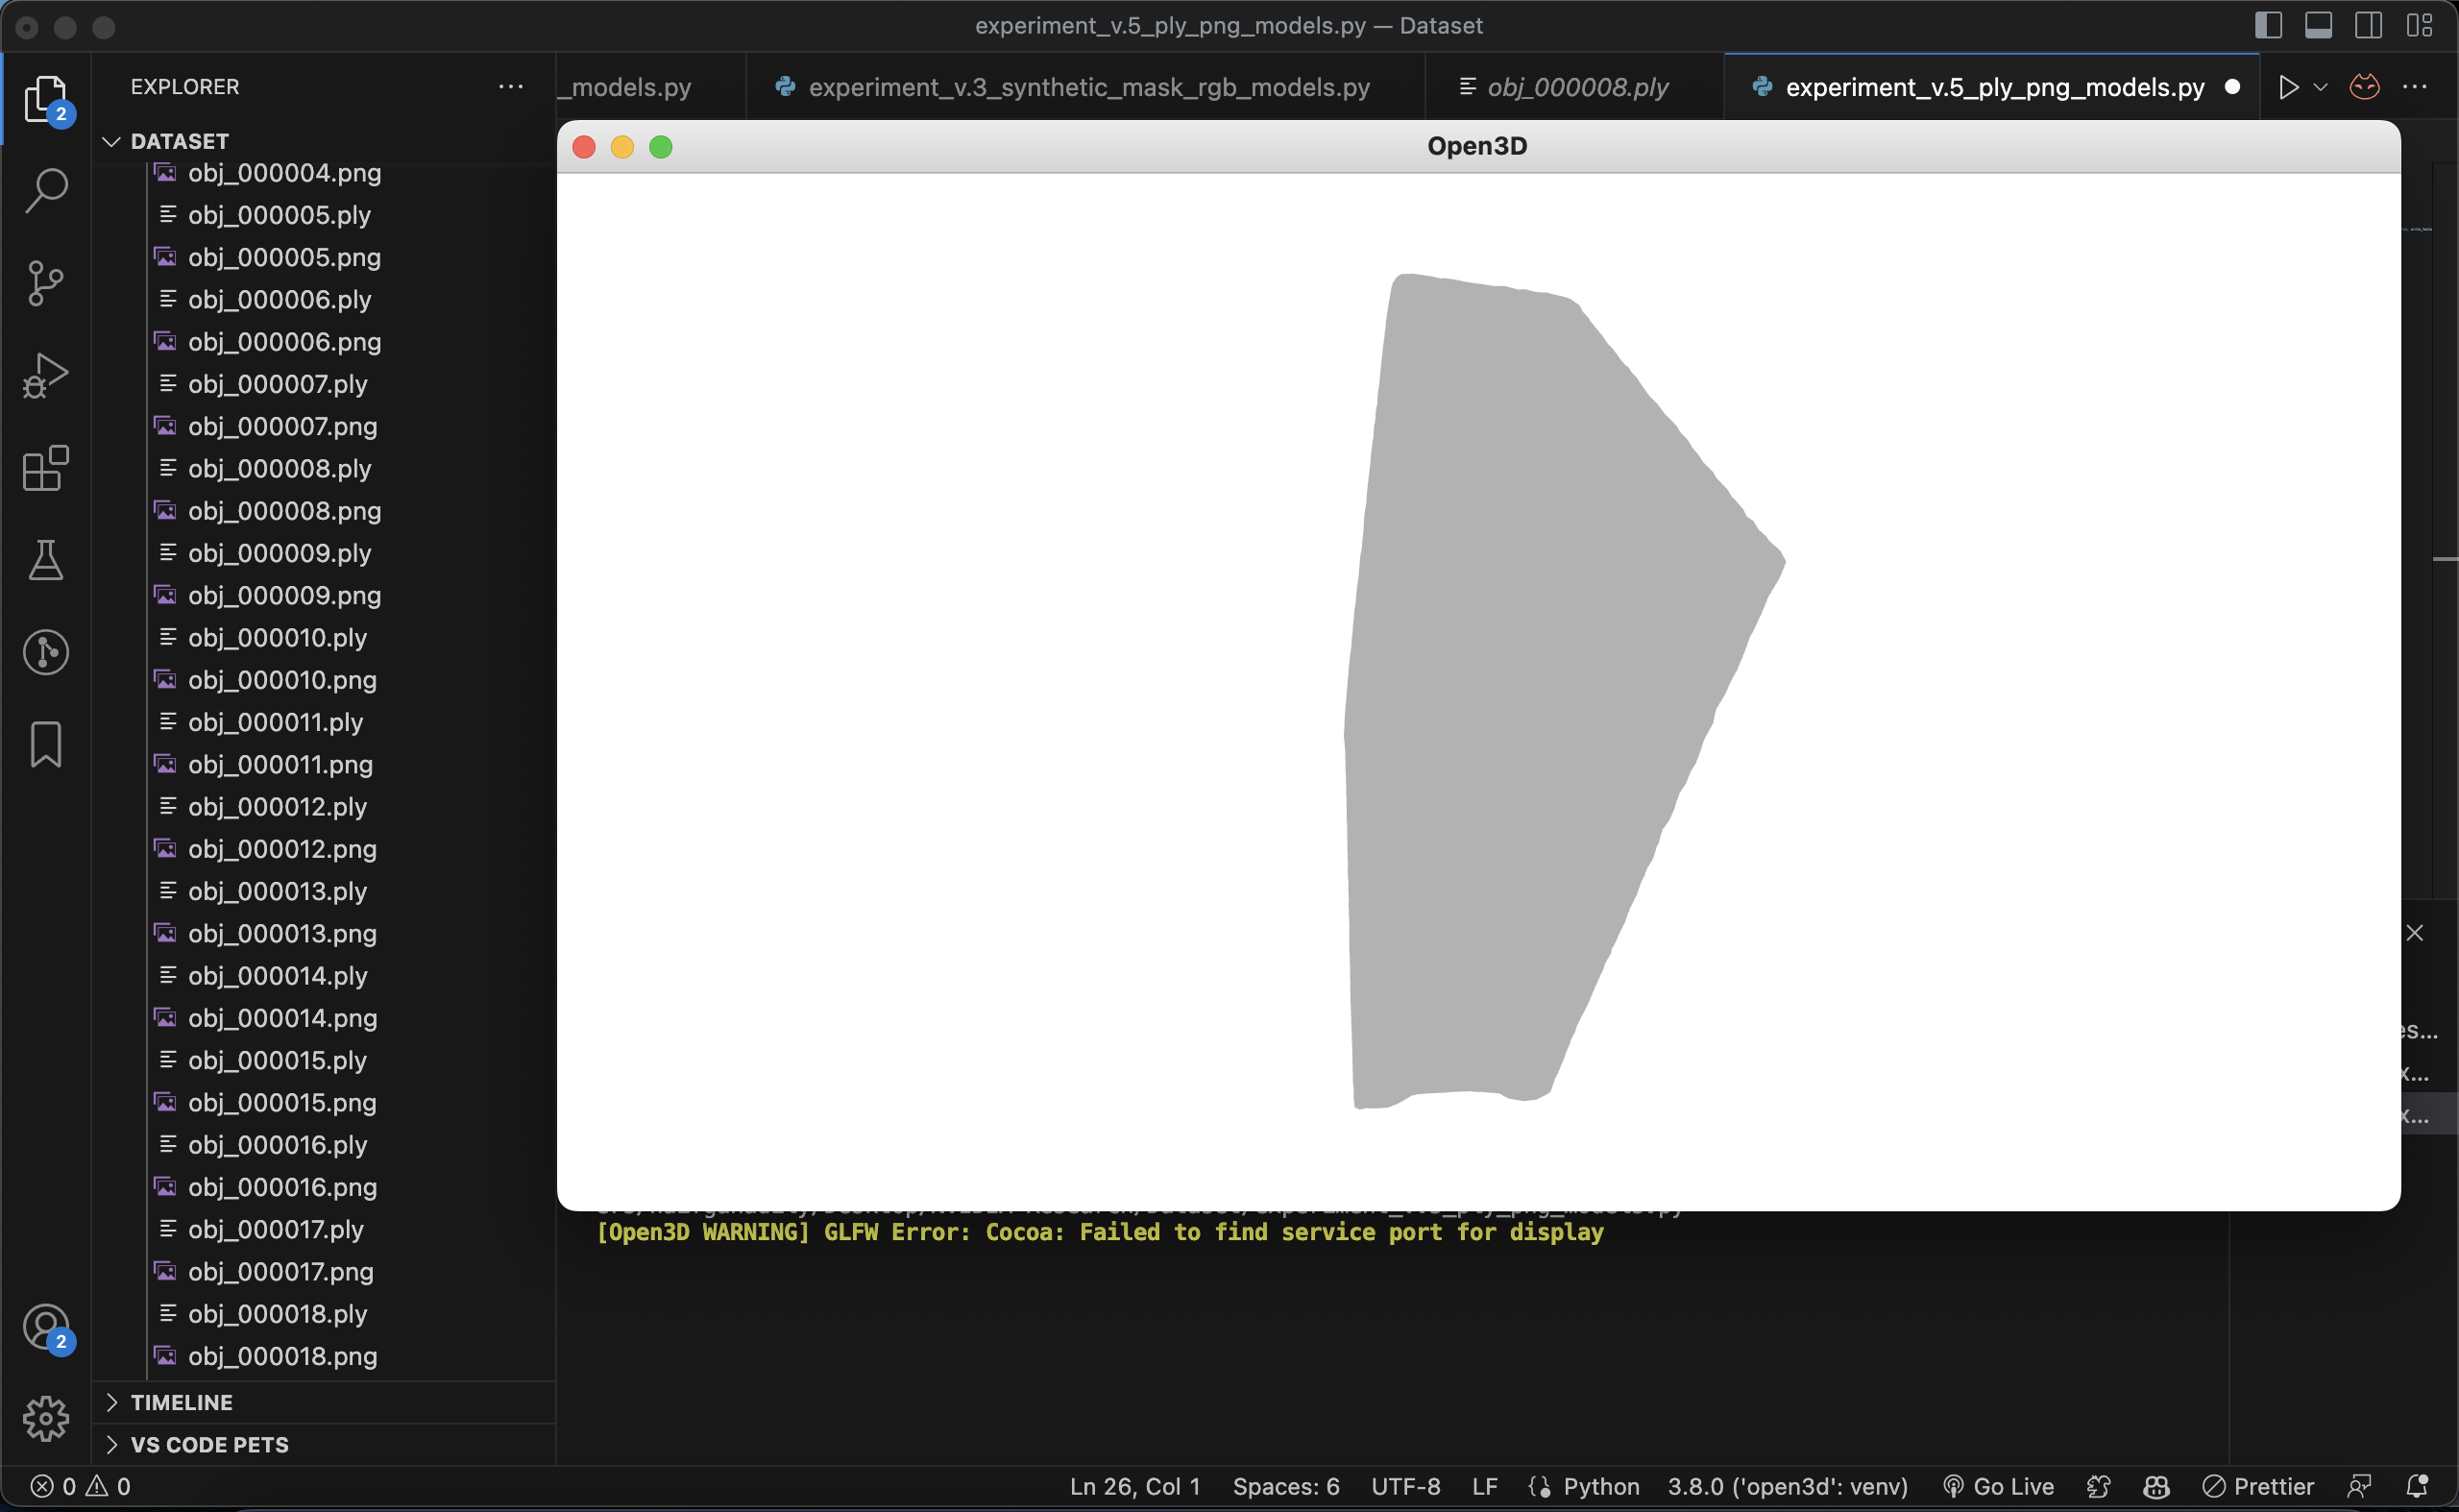 experiment_v.5_ply_png_models.py — Dataset
EXPLORER
_models.py
experiment_v.3_synthetic_mask_rgb_models.py
obj_000008.ply
experiment_v.5_ply_png_models.py
2
DATASET
Open3D
obj_000004.png
obj_000005.ply
obj_000005.png
obj_000006.ply
obj_000006.png
obj_000007.ply
obj_000007.png
obj_000008.ply
obj_000008.png
obj_000009.ply
obj_000009.png
obj_000010.ply
obj_000010.png
obj_000011.ply
obj_000011.png
obj_000012.ply
obj_000012.png
obj_000013.ply
obj_000013.png
obj_000014.ply
obj_000014.png
obj_000015.ply
obj_000015.png
obj_000016.ply
obj_000016.png
obj_000017.ply
obj_000017.png
obj_000018.ply
obj_000018.png
es...
x...
x...
[Open3D WARNING] GLFW Error: Cocoa: Failed to find service port for display
2
TIMELINE
VS CODE PETS
0 0
Ln 26, Col 1
Spaces: 6
UTF-8
LF
Python
3.8.0 ('open3d': venv)
Go Live
Prettier